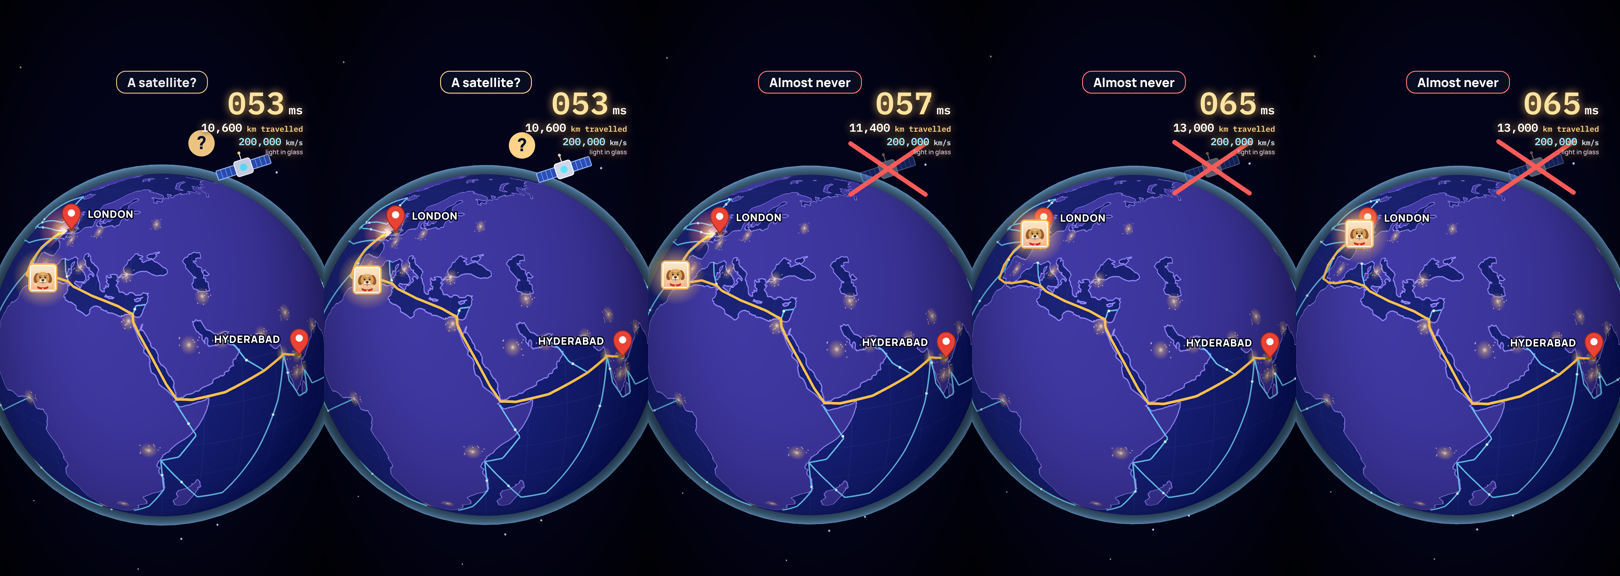 A satellite?
053 ms
10,600 km travelled
?
200,000 km/s
light in glass
LONDON
HYDERABAD
A satellite?
053 ms
10,600 km travelled
?
200,000 km/s
light in glass
LONDON
HYDERABAD
Almost never
057 ms
11,400 km travelled
200,000 km/s
light in glass
LONDON
HYDERABAD
Almost never
065 ms
13,000 km travelled
200,000 km/s
light in glass
LONDON
HYDERABAD
Almost never
065 ms
13,000 km travelled
200,000 km/s
light in glass
LONDON
HYDERABAD